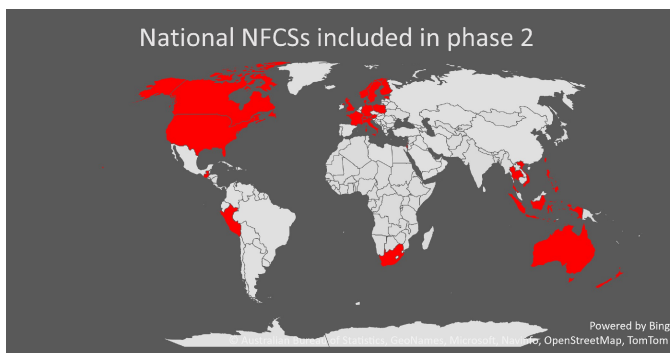 National NFCSs included in phase 2
Powered by Bing
© Australian Bureau of Statistics, GeoNames, Microsoft, Navinfo, OpenStreetMap, TomTom